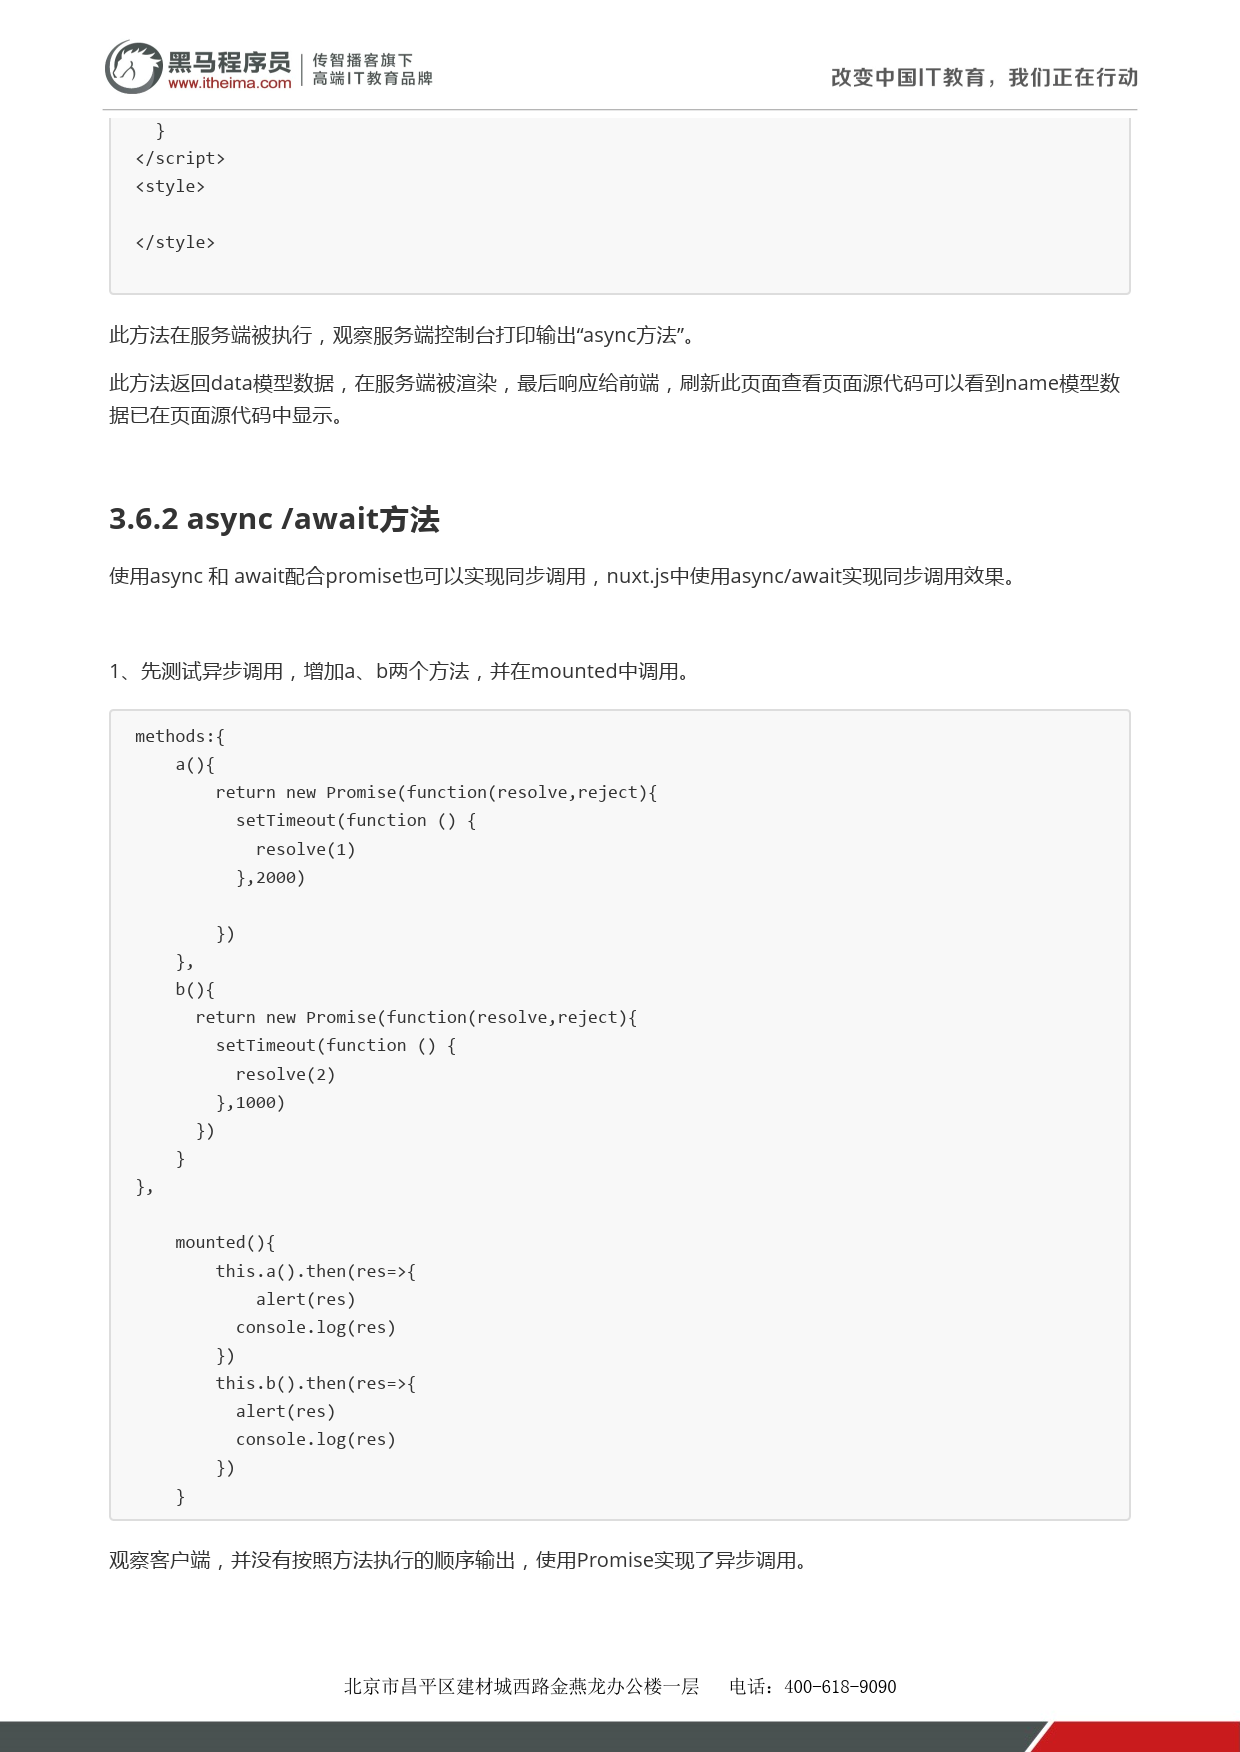 黑马程序员
www.itheima.com
传智播客旗下
高端IT教育品牌
改变中国IT教育，我们正在行动
  }
</script>
<style>

</style>
此方法在服务端被执行，观察服务端控制台打印输出“async方法”。
此方法返回data模型数据，在服务端被渲染，最后响应给前端，刷新此页面查看页面源代码可以看到name模型数
据已在页面源代码中显示。
3.6.2 async /await方法
使用async 和 await配合promise也可以实现同步调用，nuxt.js中使用async/await实现同步调用效果。
1、先测试异步调用，增加a、b两个方法，并在mounted中调用。
methods:{
    a(){
        return new Promise(function(resolve,reject){
          setTimeout(function () {
            resolve(1)
          },2000)

        })
    },
    b(){
      return new Promise(function(resolve,reject){
        setTimeout(function () {
          resolve(2)
        },1000)
      })
    }
},

    mounted(){
        this.a().then(res=>{
            alert(res)
          console.log(res)
        })
        this.b().then(res=>{
          alert(res)
          console.log(res)
        })
    }
观察客户端，并没有按照方法执行的顺序输出，使用Promise实现了异步调用。
北京市昌平区建材城西路金燕龙办公楼一层 电话：400-618-9090